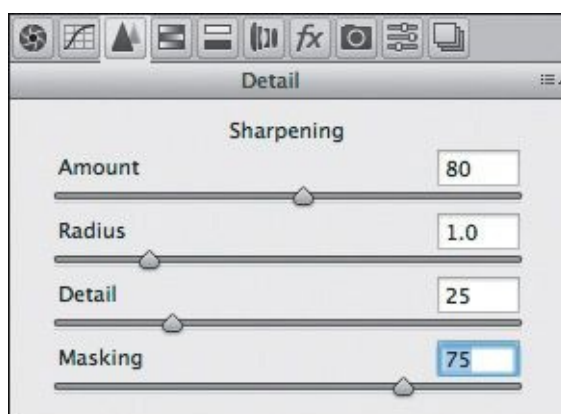 fx
Detail
Sharpening
Amount 80
Radius 1.0
Detail 25
Masking 75